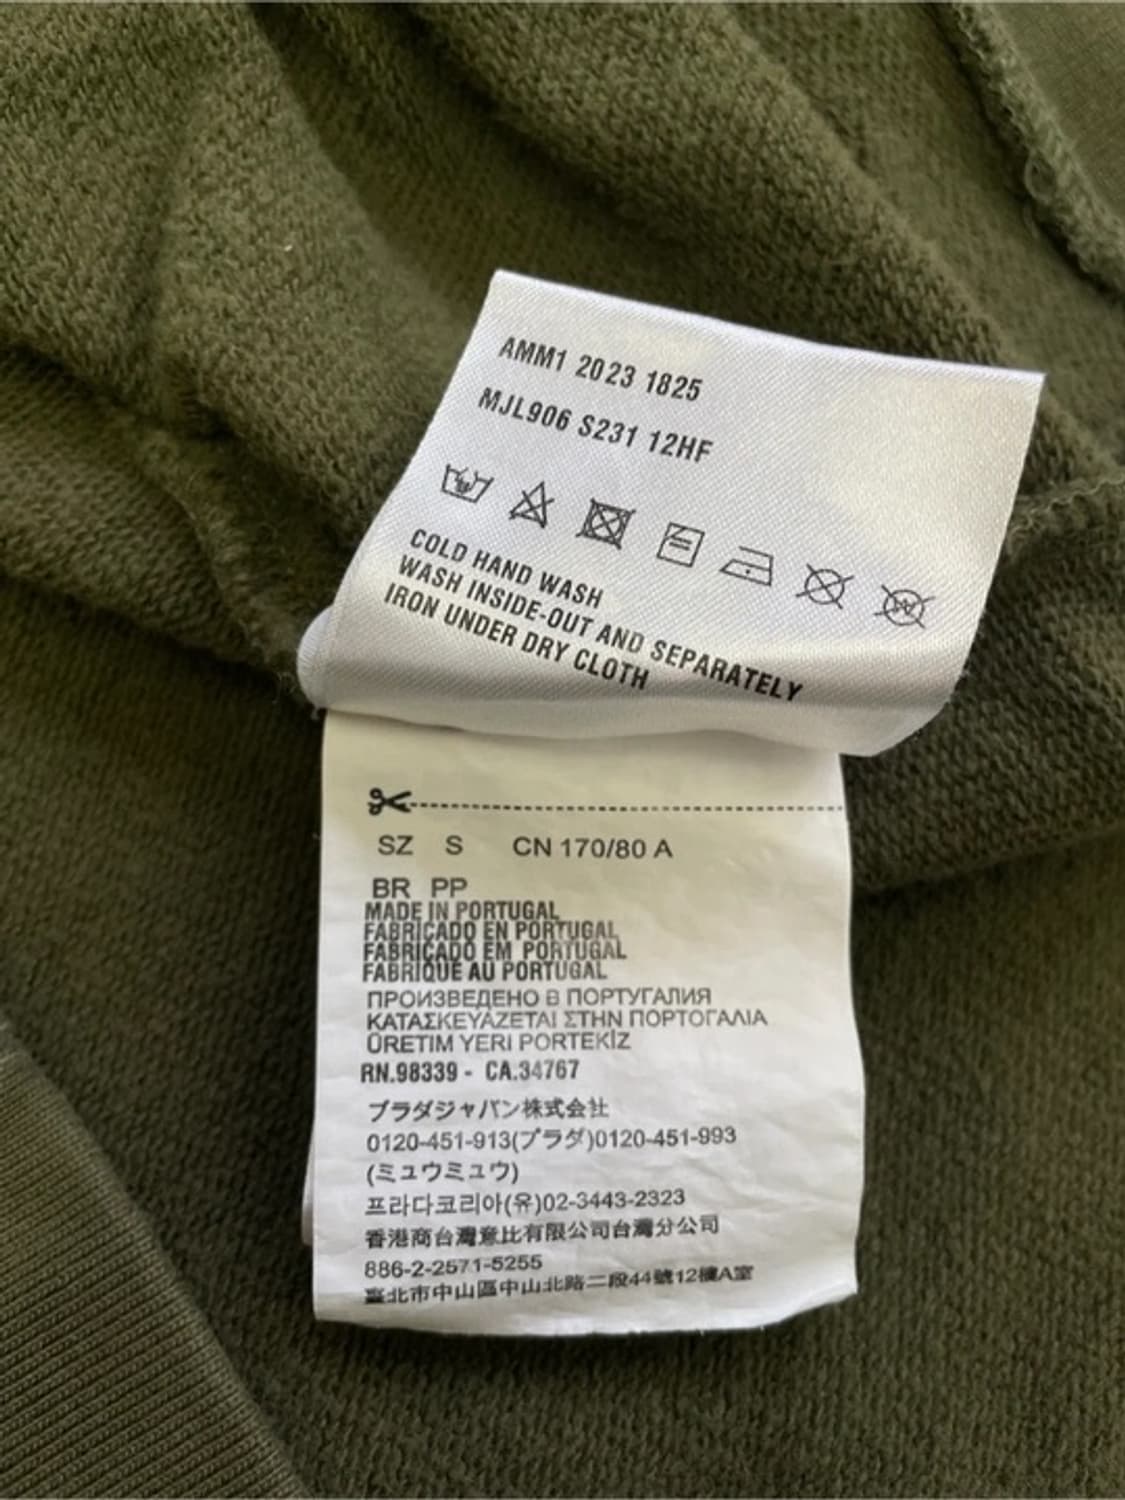 AMM1 2023 1825
MJL906 S231 12HF
COLD HAND WASH
WASH INSIDE-OUT AND SEPARATELY
IRON UNDER DRY CLOTH
SZ S CN 170/80 A
BR PP
MADE IN PORTUGAL
FABRICADO EN PORTUGAL
FABRICADO EM PORTUGAL
FABRIQUÉ AU PORTUGAL
ПРОИЗВЕДЕНО В ПОРТУГАЛИЯ
ΚΑΤΑΣΚΕΥΆΖΕΤΑΙ ΣΤΗΝ ΠΟΡΤΟΓΑΛΙΑ
ÜRETIM YERI PORTEKİZ
RN.98339 - CA.34767
プラダジャパン株式会社
0120-451-913(プラダ)0120-451-993
(ミュウミュウ)
프라다코리아(유)02-3443-2323
香港商台灣意比有限公司台灣分公司
886-2-2571-5255
臺北市中山區中山北路二段44號12樓A室